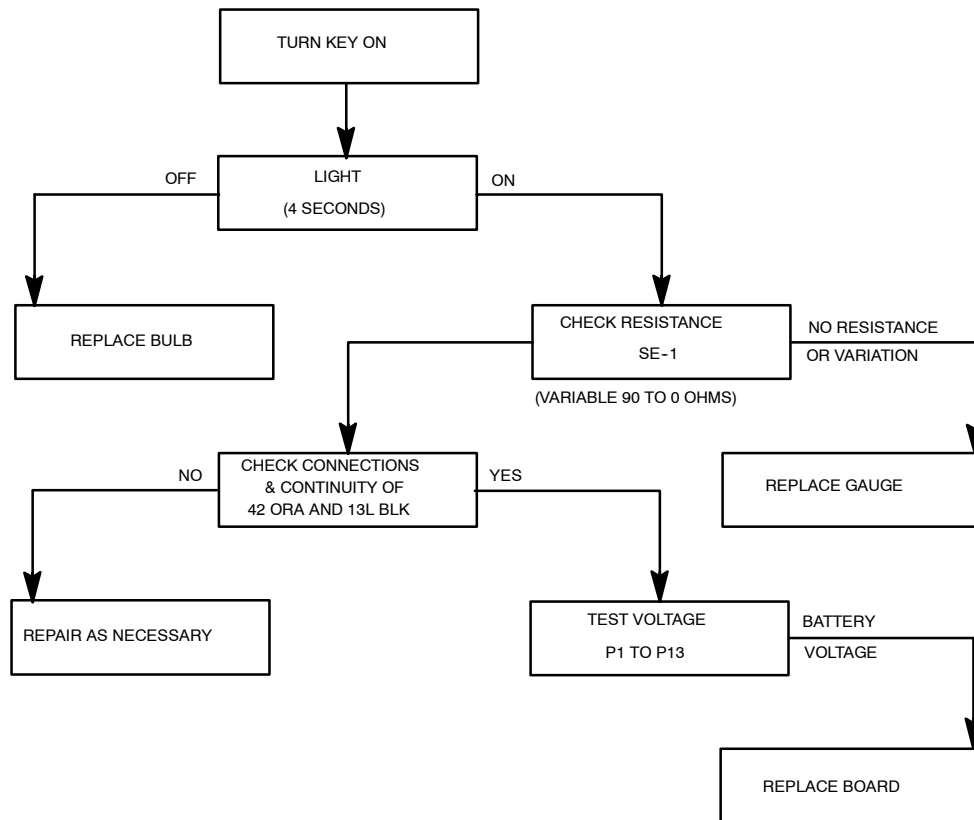 TURN KEY ON
OFF
LIGHT
(4 SECONDS)
ON
REPLACE BULB
CHECK RESISTANCE
SE-1
(VARIABLE 90 TO 0 OHMS)
NO RESISTANCE
OR VARIATION
NO
CHECK CONNECTIONS
& CONTINUITY OF
42 ORA AND 13L BLK
YES
REPLACE GAUGE
REPAIR AS NECESSARY
TEST VOLTAGE
P1 TO P13
BATTERY
VOLTAGE
REPLACE BOARD